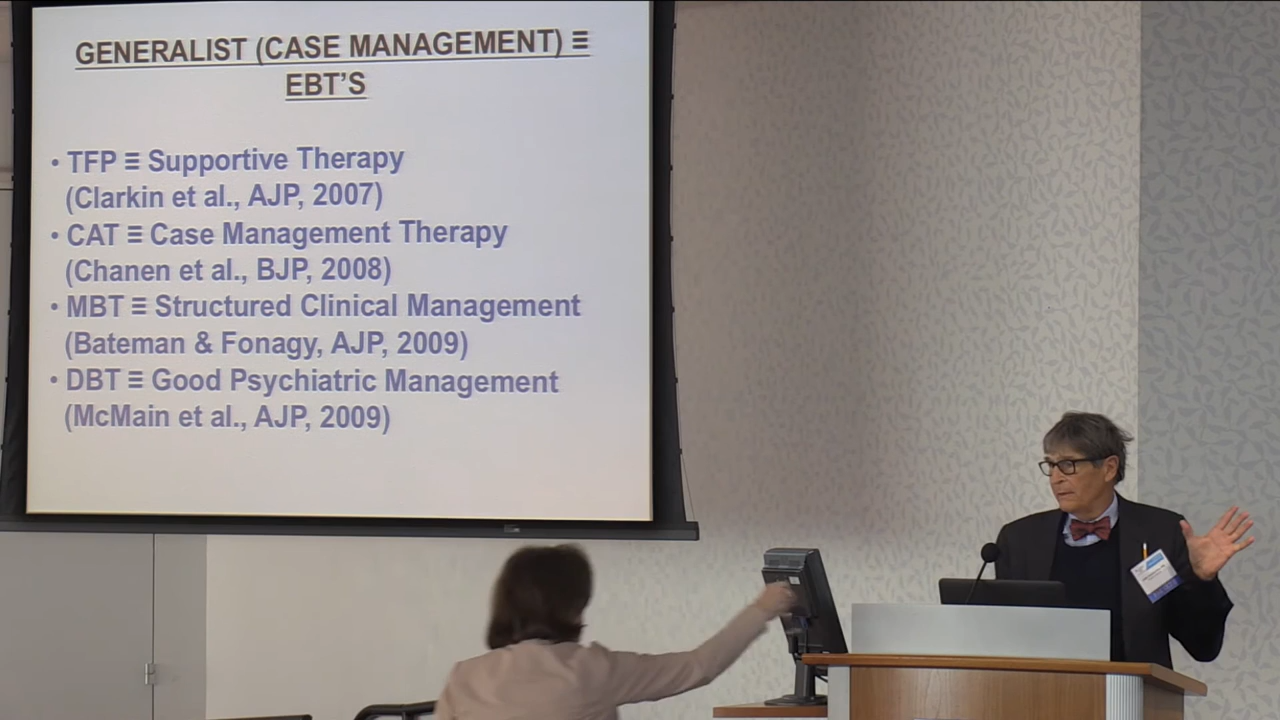 GENERALIST (CASE MANAGEMENT) ≡
EBT'S
• TFP ≡ Supportive Therapy
(Clarkin et al., AJP, 2007)
• CAT ≡ Case Management Therapy
(Chanen et al., BJP, 2008)
• MBT ≡ Structured Clinical Management
(Bateman & Fonagy, AJP, 2009)
• DBT ≡ Good Psychiatric Management
(McMain et al., AJP, 2009)